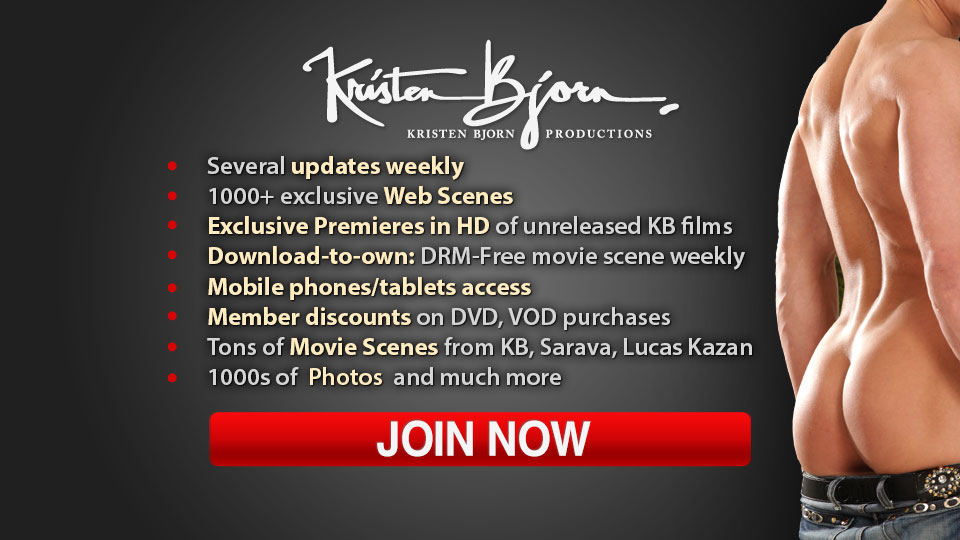 Kristen Bjorn
KRISTEN BJORN PRODUCTIONS
• Several updates weekly
• 1000+ exclusive Web Scenes
• Exclusive Premieres in HD of unreleased KB films
• Download-to-own: DRM-Free movie scene weekly
• Mobile phones/tablets access
• Member discounts on DVD, VOD purchases
• Tons of Movie Scenes from KB, Sarava, Lucas Kazan
• 1000s of Photos and much more
JOIN NOW